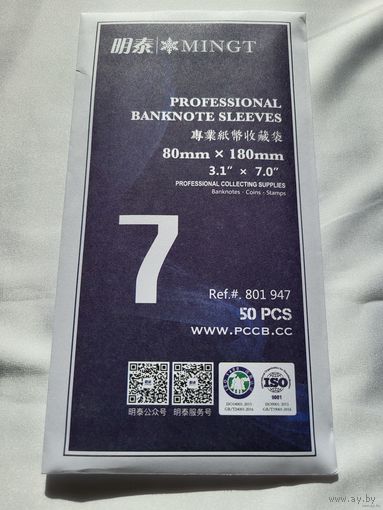 明泰 MINGT
PROFESSIONAL
BANKNOTE SLEEVES
專業紙幣收藏袋
80mm × 180mm
3.1" × 7.0"
PROFESSIONAL COLLECTING SUPPLIES
Banknotes · Coins · Stamps
7
Ref.#. 801 947
50 PCS
WWW.PCCB.CC
ISO
9001
明泰公众号 明泰服务号
www.ay.by